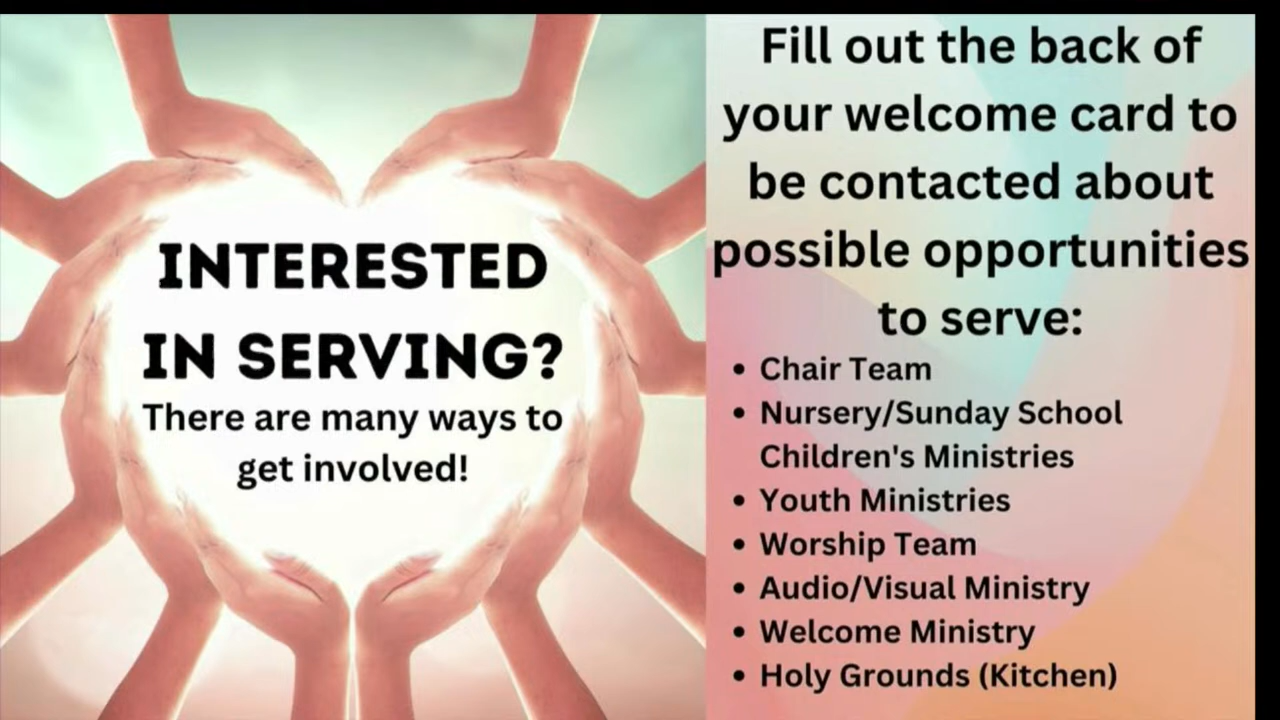 INTERESTED
IN SERVING?
There are many ways to
get involved!
Fill out the back of
your welcome card to
be contacted about
possible opportunities
to serve:
• Chair Team
• Nursery/Sunday School
Children's Ministries
• Youth Ministries
• Worship Team
• Audio/Visual Ministry
• Welcome Ministry
• Holy Grounds (Kitchen)